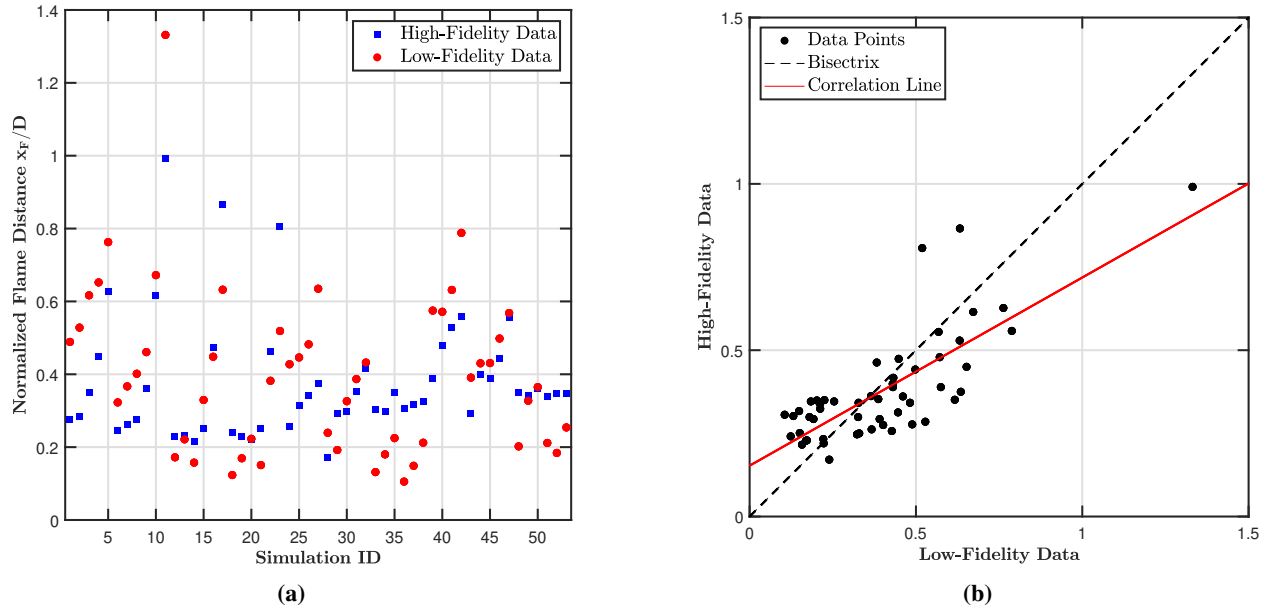 High-Fidelity Data
Low-Fidelity Data
Normalized Flame Distance x_F/D
1.4
1.2
1
0.8
0.6
0.4
0.2
0
5
10
15
20
25
30
35
40
45
50
Simulation ID
(a)
Data Points
Bisectrix
Correlation Line
High-Fidelity Data
1.5
1
0.5
0
0
0.5
1
1.5
Low-Fidelity Data
(b)